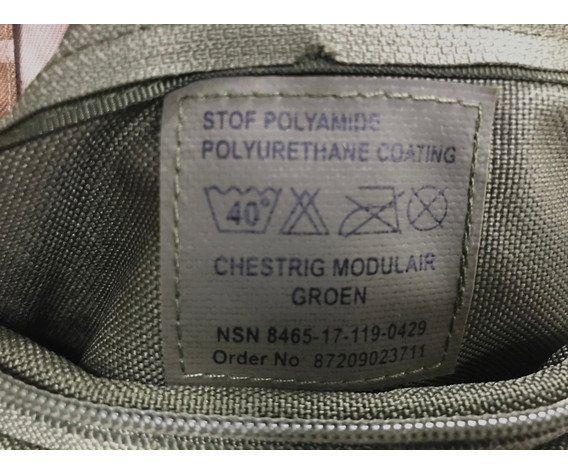 STOF POLYAMIDE
POLYURETHANE COATING
40°
CHESTRIG MODULAIR
GROEN
NSN 8465-17-119-0429
Order No 87209023711